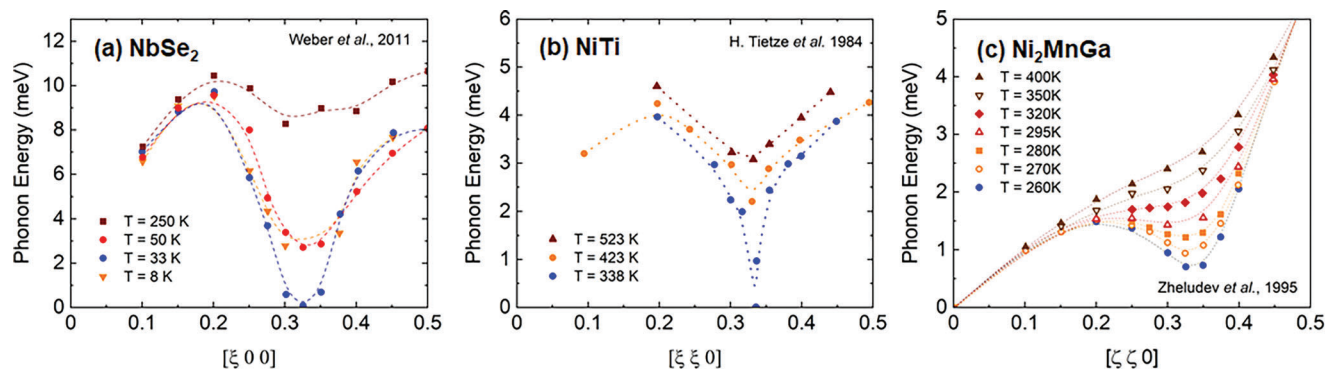 (a) NbSe₂
Weber et al., 2011
Phonon Energy (meV)
12
10
8
6
4
2
0
T = 250 K
T = 50 K
T = 33 K
T = 8 K
0 0.1 0.2 0.3 0.4 0.5
[ξ 0 0]
(b) NiTi
H. Tietze et al. 1984
Phonon Energy (meV)
6
5
4
3
2
1
0
T = 523 K
T = 423 K
T = 338 K
0 0.1 0.2 0.3 0.4 0.5
[ξ ξ 0]
(c) Ni₂MnGa
Phonon Energy (meV)
5
4
3
2
1
0
T = 400K
T = 350K
T = 320K
T = 295K
T = 280K
T = 270K
T = 260K
Zheludev et al., 1995
0 0.1 0.2 0.3 0.4 0.5
[ζ ζ 0]